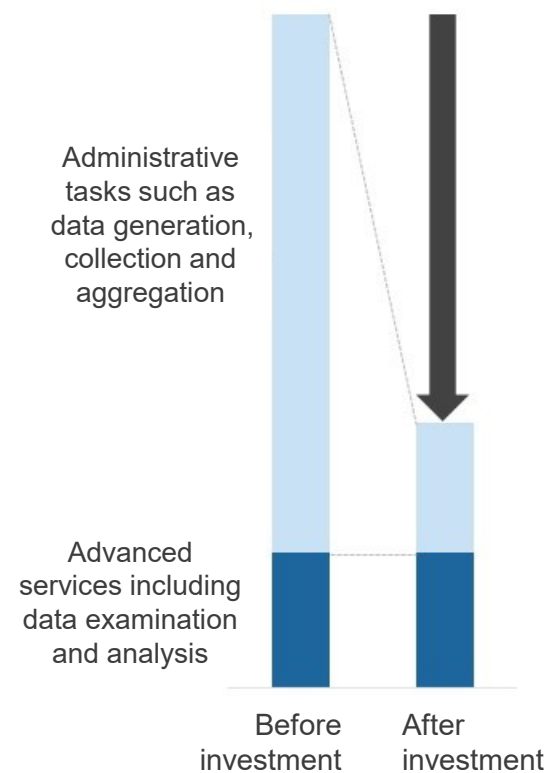 Administrative
tasks such as
data generation,
collection and
aggregation
Advanced
services including
data examination
and analysis
Before
investment
After
investment